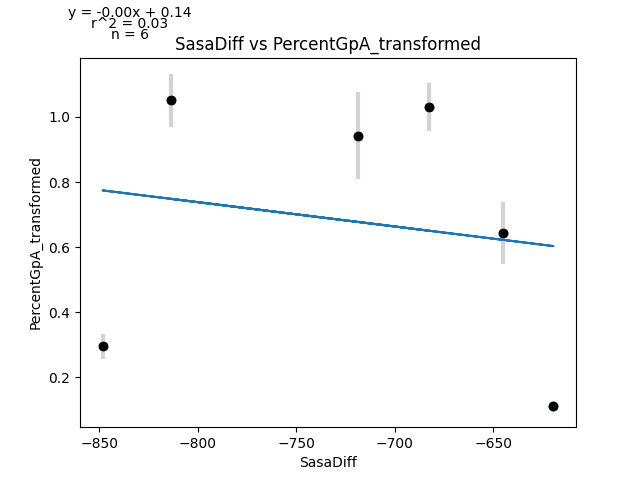 y = -0.00x + 0.14
r^2 = 0.03
n = 6
SasaDiff vs PercentGpA_transformed
PercentGpA_transformed
1.0
0.8
0.6
0.4
0.2
−850
−800
−750
−700
−650
SasaDiff